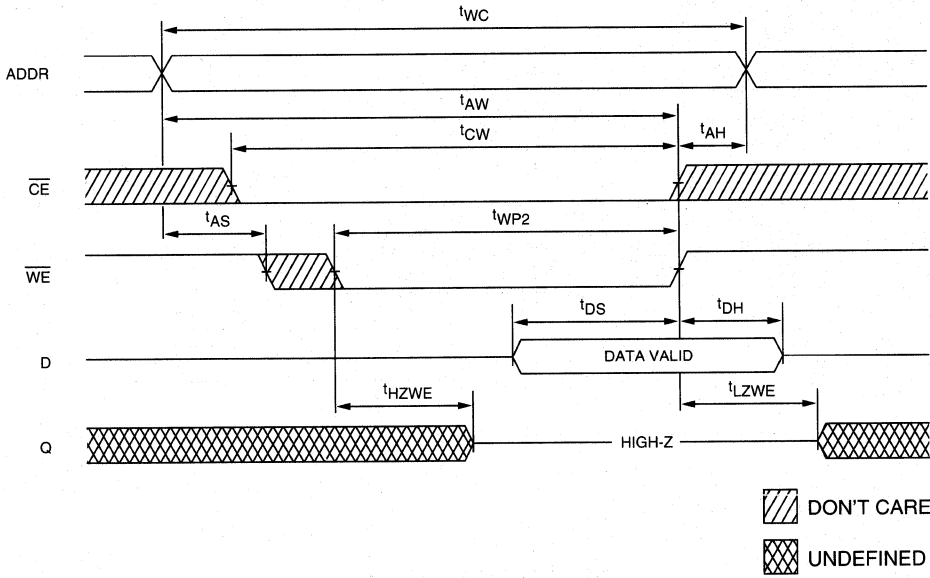 tWC
ADDR
tAW
tCW
tAH
CE
tAS
tWP2
WE
tDS
tDH
D
DATA VALID
tHZWE
tLZWE
Q
HIGH-Z
DON'T CARE
UNDEFINED